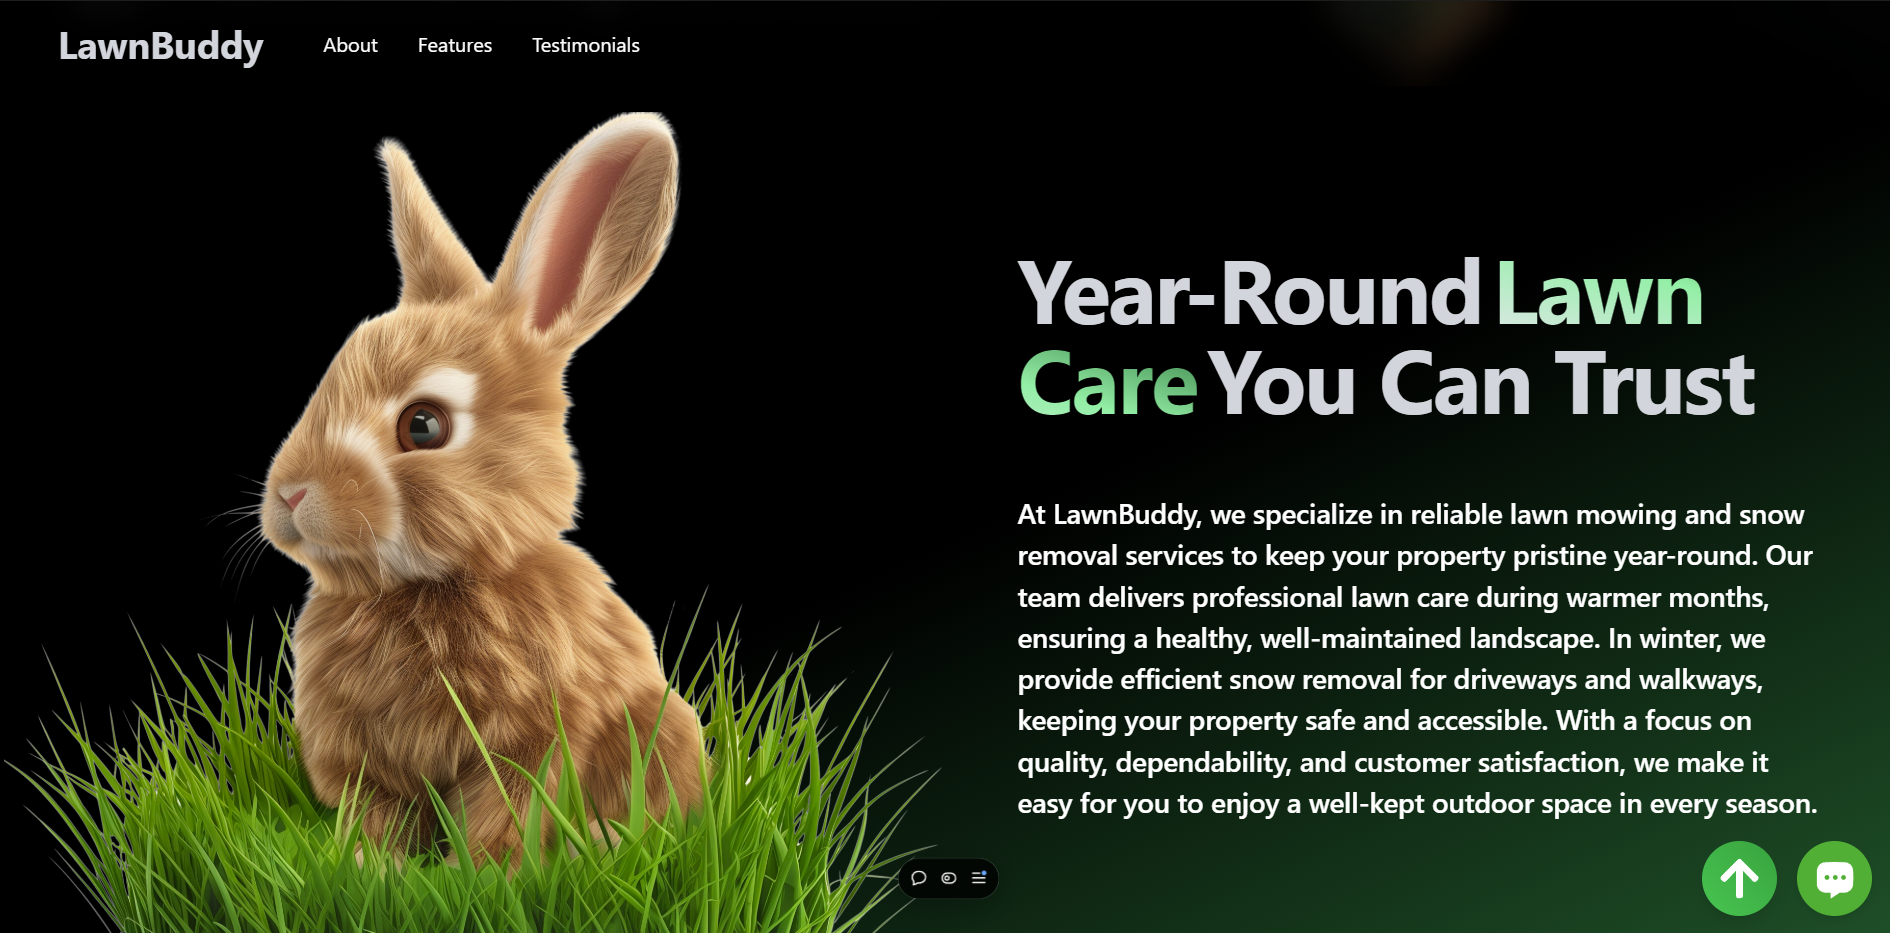 LawnBuddy About Features Testimonials
Year-Round Lawn
Care You Can Trust
At LawnBuddy, we specialize in reliable lawn mowing and snow
removal services to keep your property pristine year-round. Our
team delivers professional lawn care during warmer months,
ensuring a healthy, well-maintained landscape. In winter, we
provide efficient snow removal for driveways and walkways,
keeping your property safe and accessible. With a focus on
quality, dependability, and customer satisfaction, we make it
easy for you to enjoy a well-kept outdoor space in every season.